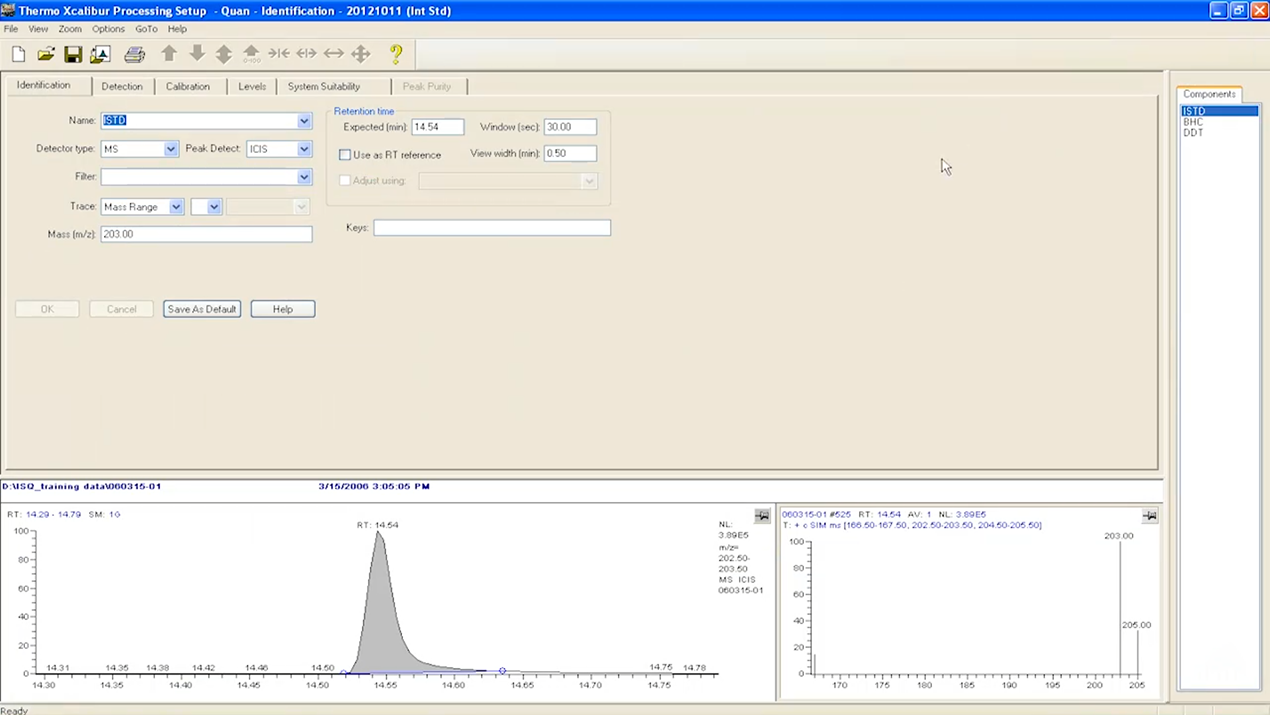 Thermo Xcalibur Processing Setup - Quan - Identification - 20121011 (Int Std)
File View Zoom Options GoTo Help
Identification Detection Calibration Levels System Suitability Peak Purity
Name: ISTD
Detector type: MS Peak Detect: ICIS
Filter:
Trace: Mass Range
Mass (m/z): 203.00
Retention time
Expected (min): 14.54 Window (sec): 30.00
Use as RT reference View width (min): 0.50
Adjust using:
Keys:
OK Cancel Save As Default Help
Components
ISTD
BHC
DDT
D:\ISQ_training data\060315-01 3/15/2006 3:05:05 PM
RT: 14.29 - 14.79 SM: 1G
RT: 14.54
100
80
60
40
20
0
14.31 14.35 14.38 14.42 14.46 14.50 14.75 14.78
14.30 14.35 14.40 14.45 14.50 14.55 14.60 14.65 14.70 14.75
NL:
3.89E5
m/z=
202.50-
203.50
MS ICIS
060315-01
060315-01 #525 RT: 14.54 AV: 1 NL: 3.89E5
T: + c SIM ms [166.50-167.50, 202.50-203.50, 204.50-205.50]
203.00
205.00
100
80
60
40
20
0
170 175 180 185 190 195 200 205
Ready